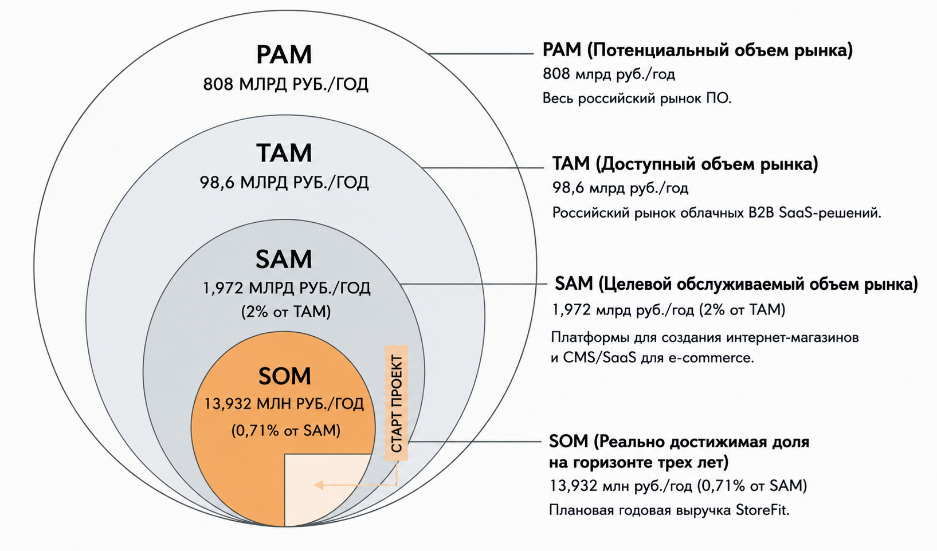 PAM
808 МЛРД РУБ./ГОД
TAM
98,6 МЛРД РУБ./ГОД
SAM
1,972 МЛРД РУБ./ГОД
(2% от TAM)
SOM
13,932 МЛН РУБ./ГОД
(0,71% от SAM)
СТАРТ ПРОЕКТ
PAM (Потенциальный объем рынка)
808 млрд руб./год
Весь российский рынок ПО.
TAM (Доступный объем рынка)
98,6 млрд руб./год
Российский рынок облачных B2B SaaS-решений.
SAM (Целевой обслуживаемый объем рынка)
1,972 млрд руб./год (2% от TAM)
Платформы для создания интернет-магазинов
и CMS/SaaS для e-commerce.
SOM (Реально достижимая доля
на горизонте трех лет)
13,932 млн руб./год (0,71% от SAM)
Плановая годовая выручка StoreFit.